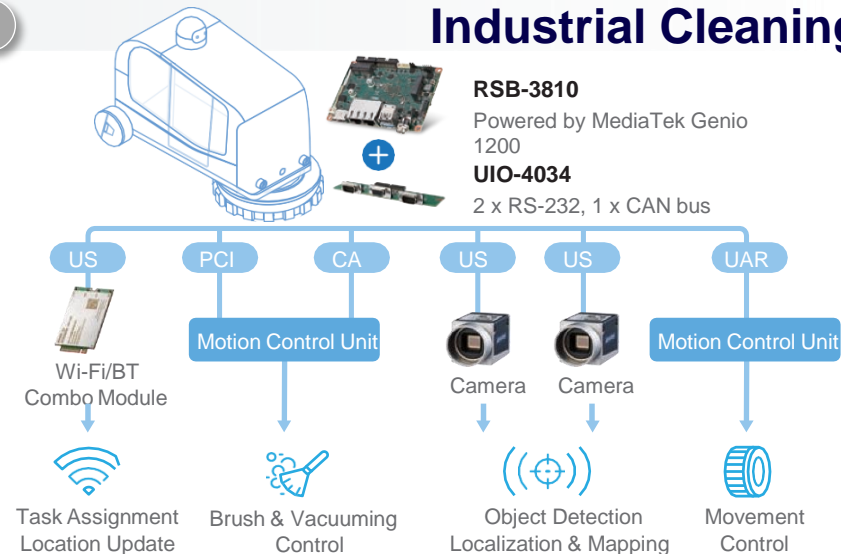 Industrial Cleaning
RSB-3810
Powered by MediaTek Genio
1200
UIO-4034
2 x RS-232, 1 x CAN bus
US PCI CA US US UAR
Wi-Fi/BT
Combo Module
Motion Control Unit
Camera Camera
Motion Control Unit
Task Assignment
Location Update
Brush & Vacuuming
Control
Object Detection
Localization & Mapping
Movement
Control